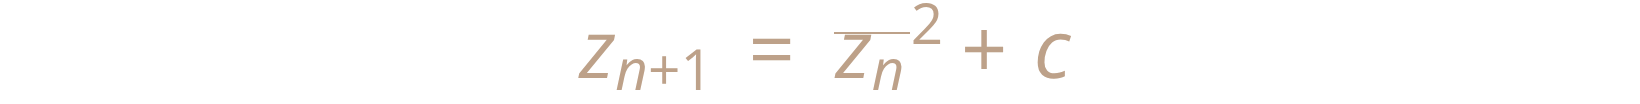 $z_{n+1} = \overline{z_n}^2 + c$